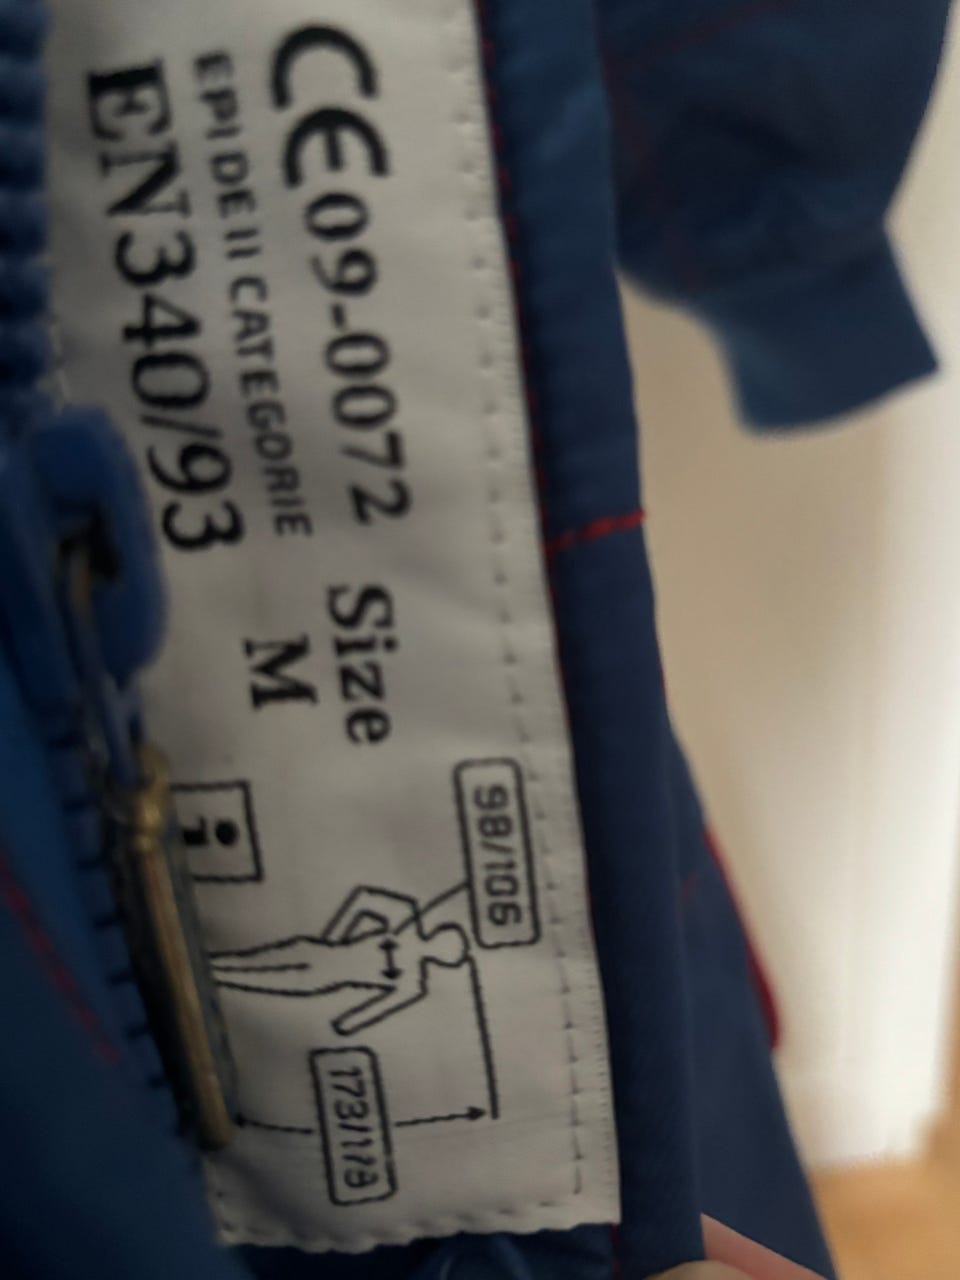 CE09-0072
EPI DE II CATEGORIE
EN340/93
Size
M
i
98/106
173/179